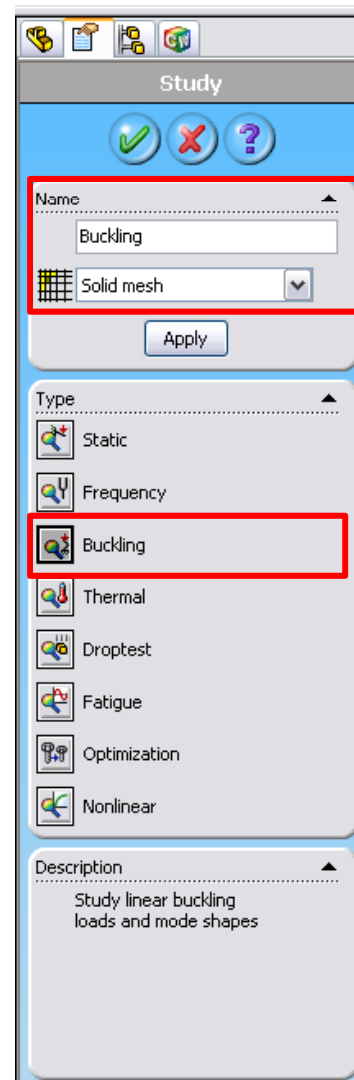 Study
?
Name
Buckling
Solid mesh
Apply
Type
Static
Frequency
Buckling
Thermal
Droptest
Fatigue
Optimization
Nonlinear
Description
Study linear buckling
loads and mode shapes